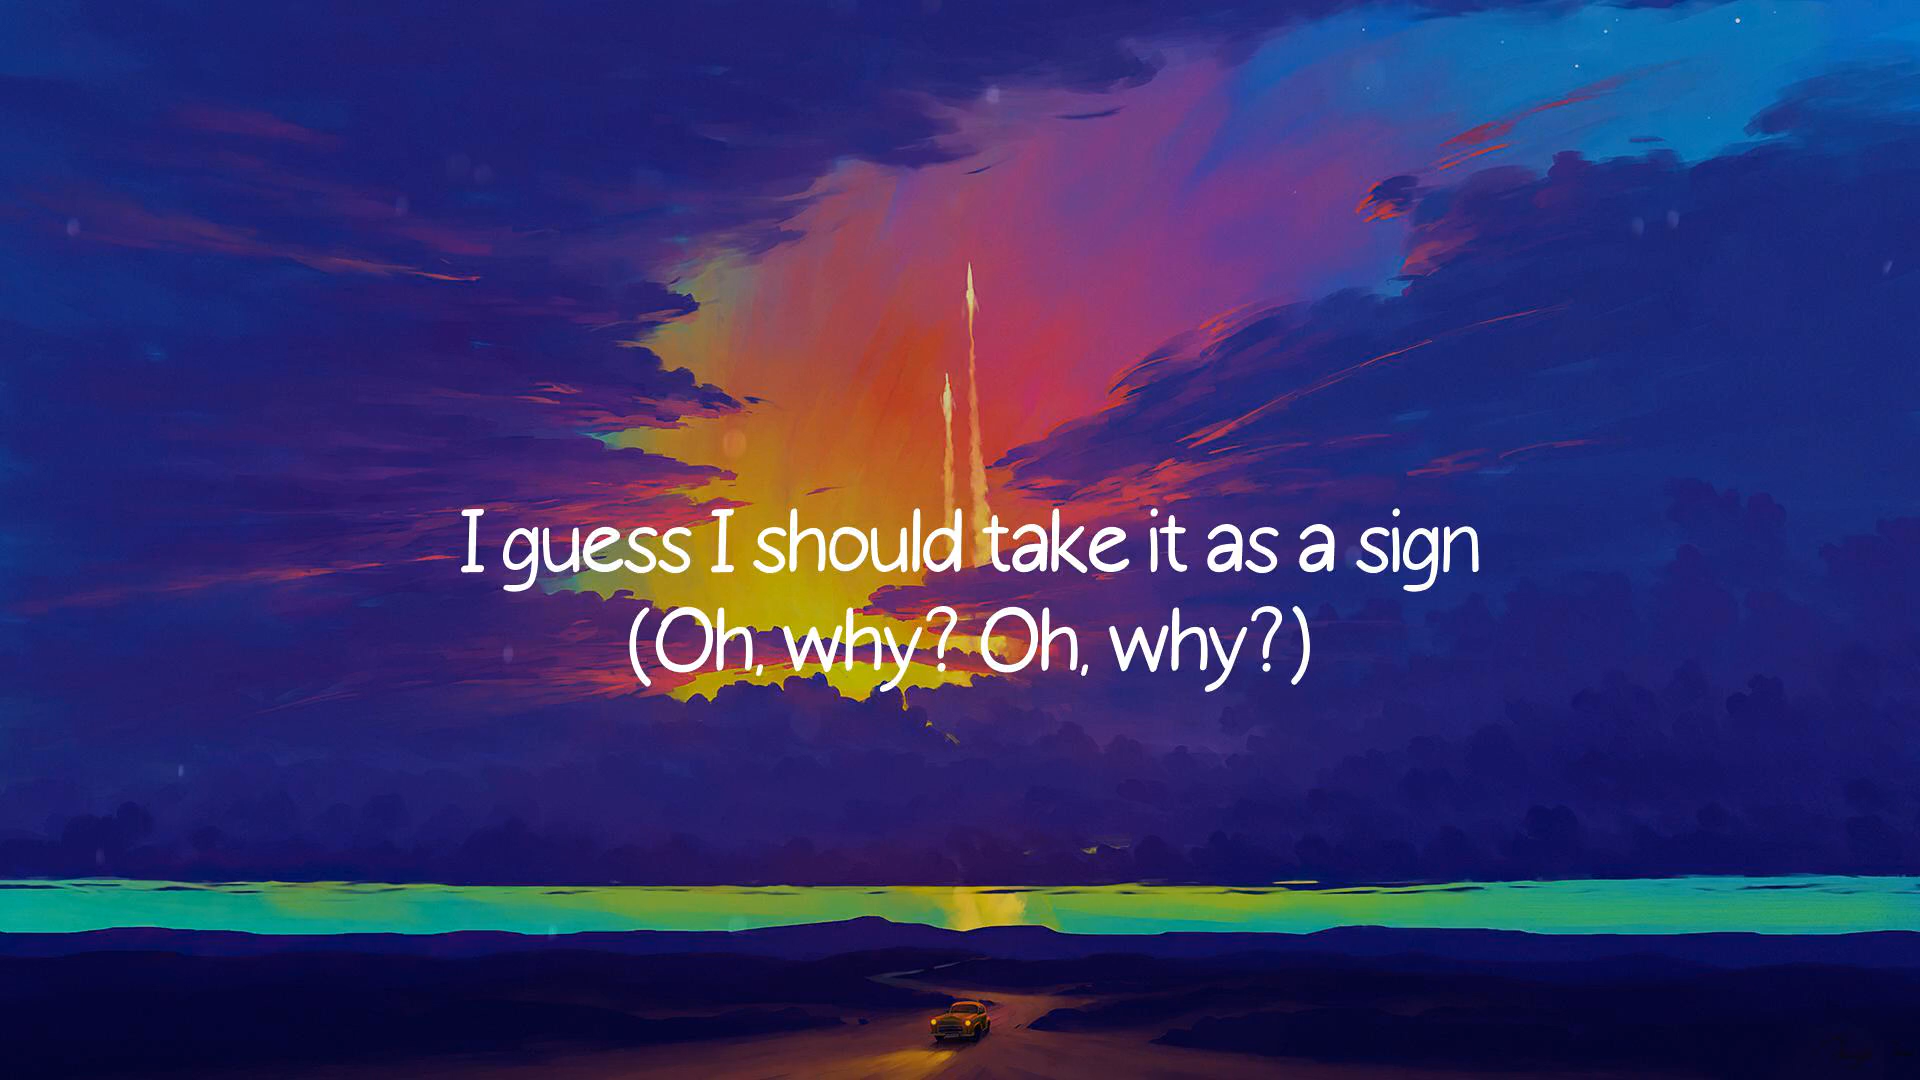 I guess I should take it as a sign
(Oh, why? Oh, why?)